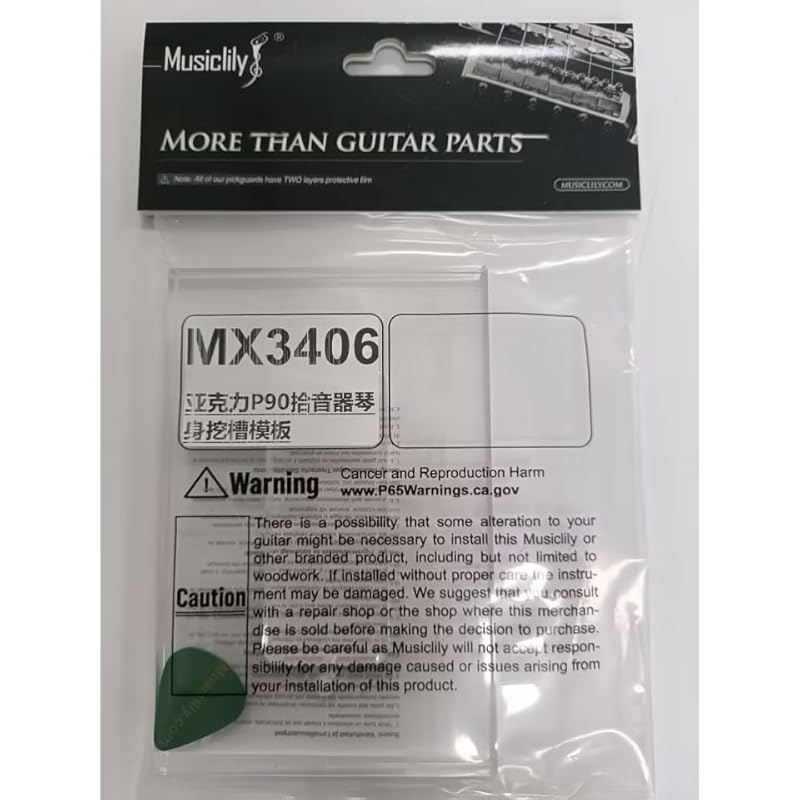 Musiclily®
MORE THAN GUITAR PARTS
Note: All of our pickguards have TWO layers protective film
MUSICLILY.COM
MX3406
亚克力P90拾音器琴
身挖槽模板
Warning
Cancer and Reproduction Harm
www.P65Warnings.ca.gov
Caution
There is a possibility that some alteration to your
guitar might be necessary to install this Musiclily or
other branded product, including but not limited to
woodwork. If installed without proper care the instru-
ment may be damaged. We suggest that you consult
with a repair shop or the shop where this merchan-
dise is sold before making the decision to purchase.
Please be careful as Musiclily will not accept respon-
sibility for any damage caused or issues arising from
your installation of this product.
Musiclily.com